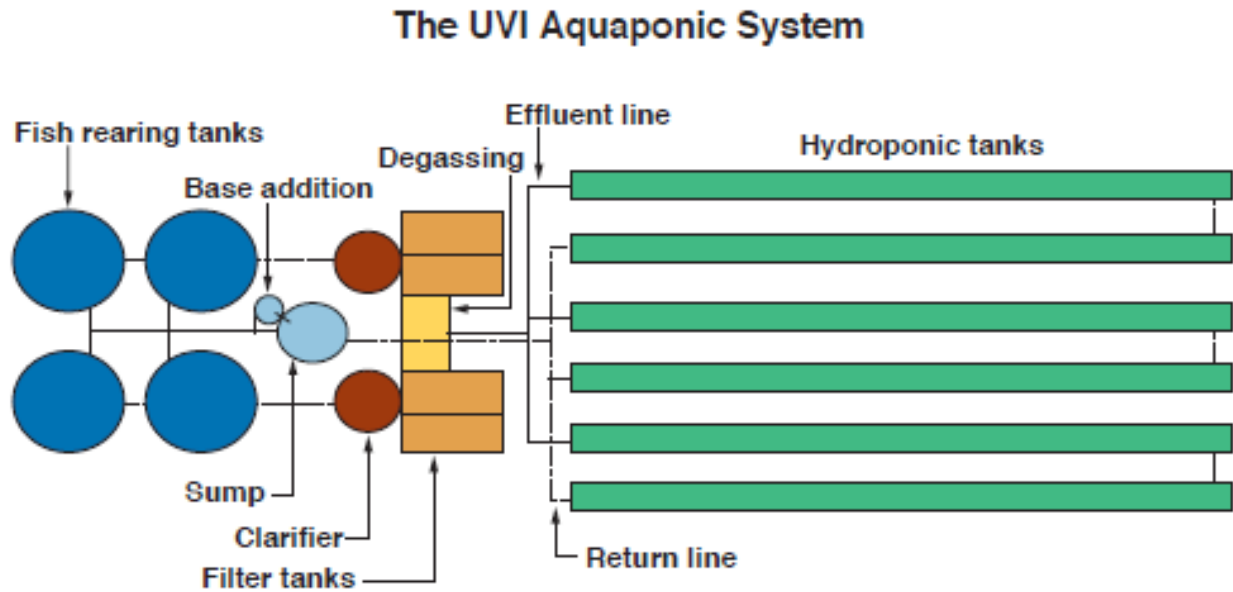 The UVI Aquaponic System
Effluent line
Fish rearing tanks
Hydroponic tanks
Degassing
Base addition
Sump
Clarifier
Return line
Filter tanks